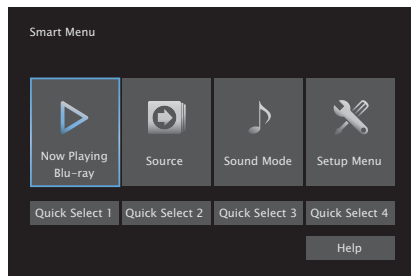 Smart Menu
Now Playing
Blu-ray
Source
Sound Mode
Setup Menu
Quick Select 1
Quick Select 2
Quick Select 3
Quick Select 4
Help